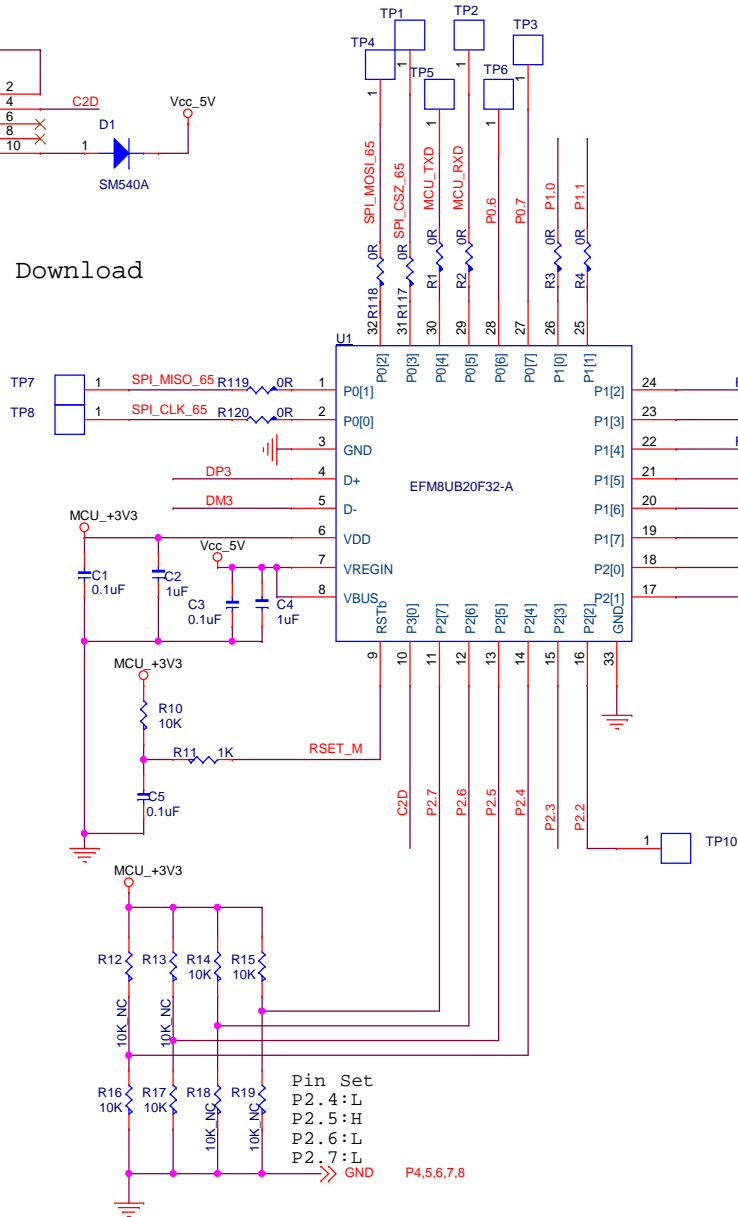 TP1
TP2
TP4
TP3
TP5
TP6
1
1
1
1
1
1
2
4
C2D
6
8
10
1
D1
SM540A
Vcc_5V
Download
SPI_MOSI_65
SPI_CSZ_65
MCU_TXD
MCU_RXD
P0.6
P0.7
P1.0
P1.1
R118 0R
R117 0R
R1 0R
R2 0R
R3 0R
R4 0R
32
31
30
29
28
27
26
25
U1
P0[2]
P0[3]
P0[4]
P0[5]
P0[6]
P0[7]
P1[0]
P1[1]
TP7
1
SPI_MISO_65
R119
0R
1
P0[1]
TP8
1
SPI_CLK_65
R120
0R
2
P0[0]
3
GND
DP3
4
D+
DM3
5
D-
6
VDD
7
VREGIN
8
VBUS
EFM8UB20F32-A
P1[2]
24
P1[3]
23
P1[4]
22
P1[5]
21
P1[6]
20
P1[7]
19
P2[0]
18
P2[1]
17
MCU_+3V3
Vcc_5V
C1
0.1uF
C2
1uF
C3
0.1uF
C4
1uF
RSTb
P3[0]
P2[7]
P2[6]
P2[5]
P2[4]
P2[3]
P2[2]
GND
9
10
11
12
13
14
15
16
33
MCU_+3V3
R10
10K
R11
1K
RSET_M
C5
0.1uF
C2D
P2.7
P2.6
P2.5
P2.4
P2.3
P2.2
1
TP10
MCU_+3V3
R12
10K_NC
R13
10K_NC
R14
10K
R15
10K
R16
10K
R17
10K
R18
10K_NC
R19
10K_NC
Pin Set
P2.4:L
P2.5:H
P2.6:L
P2.7:L
GND
P4,5,6,7,8